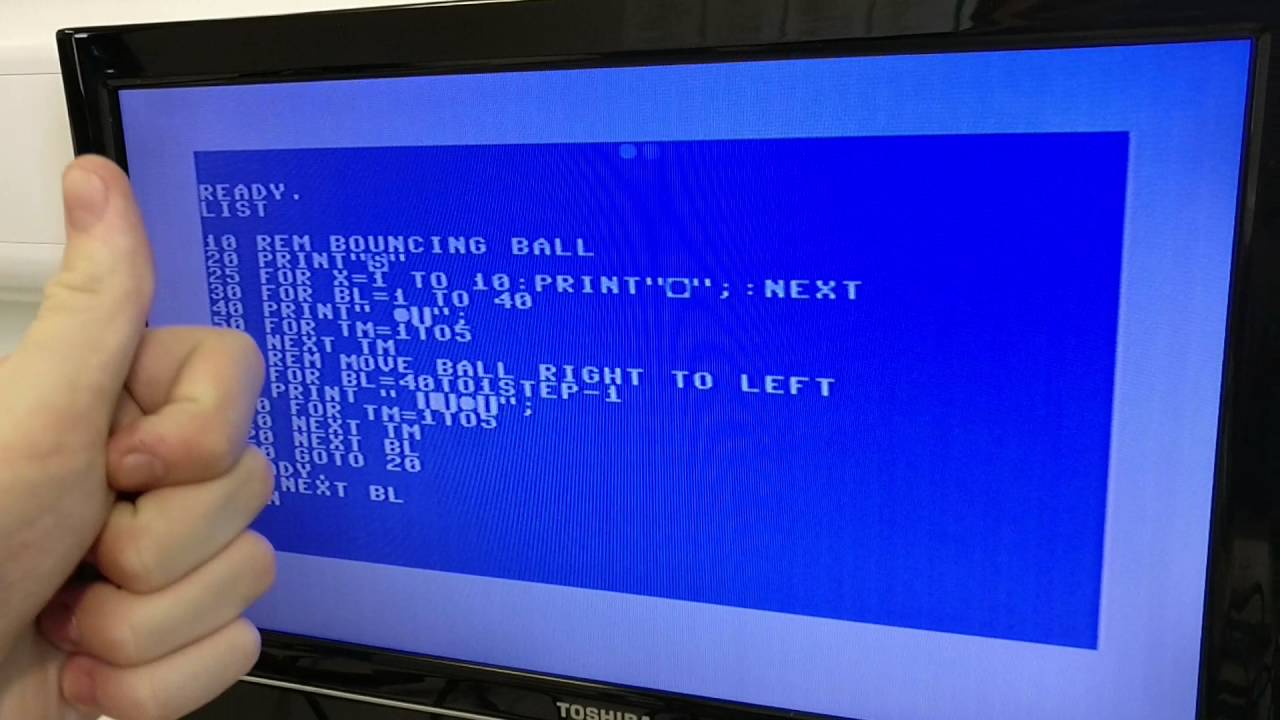 READY.
LIST
10 REM BOUNCING BALL
20 PRINT"S"
25 FOR X=1 TO 10:PRINT"";:NEXT
30 FOR BL=1 TO 40
40 PRINT" ●";
50 FOR TM=1TO5
NEXT TM
REM MOVE BALL RIGHT TO LEFT
FOR BL=40TO1STEP-1
PRINT " ";
0 FOR TM=1TO5
0 NEXT TM
20 NEXT BL
0 GOTO 20
ADY.
NEXT BL
N
TOSHIBA